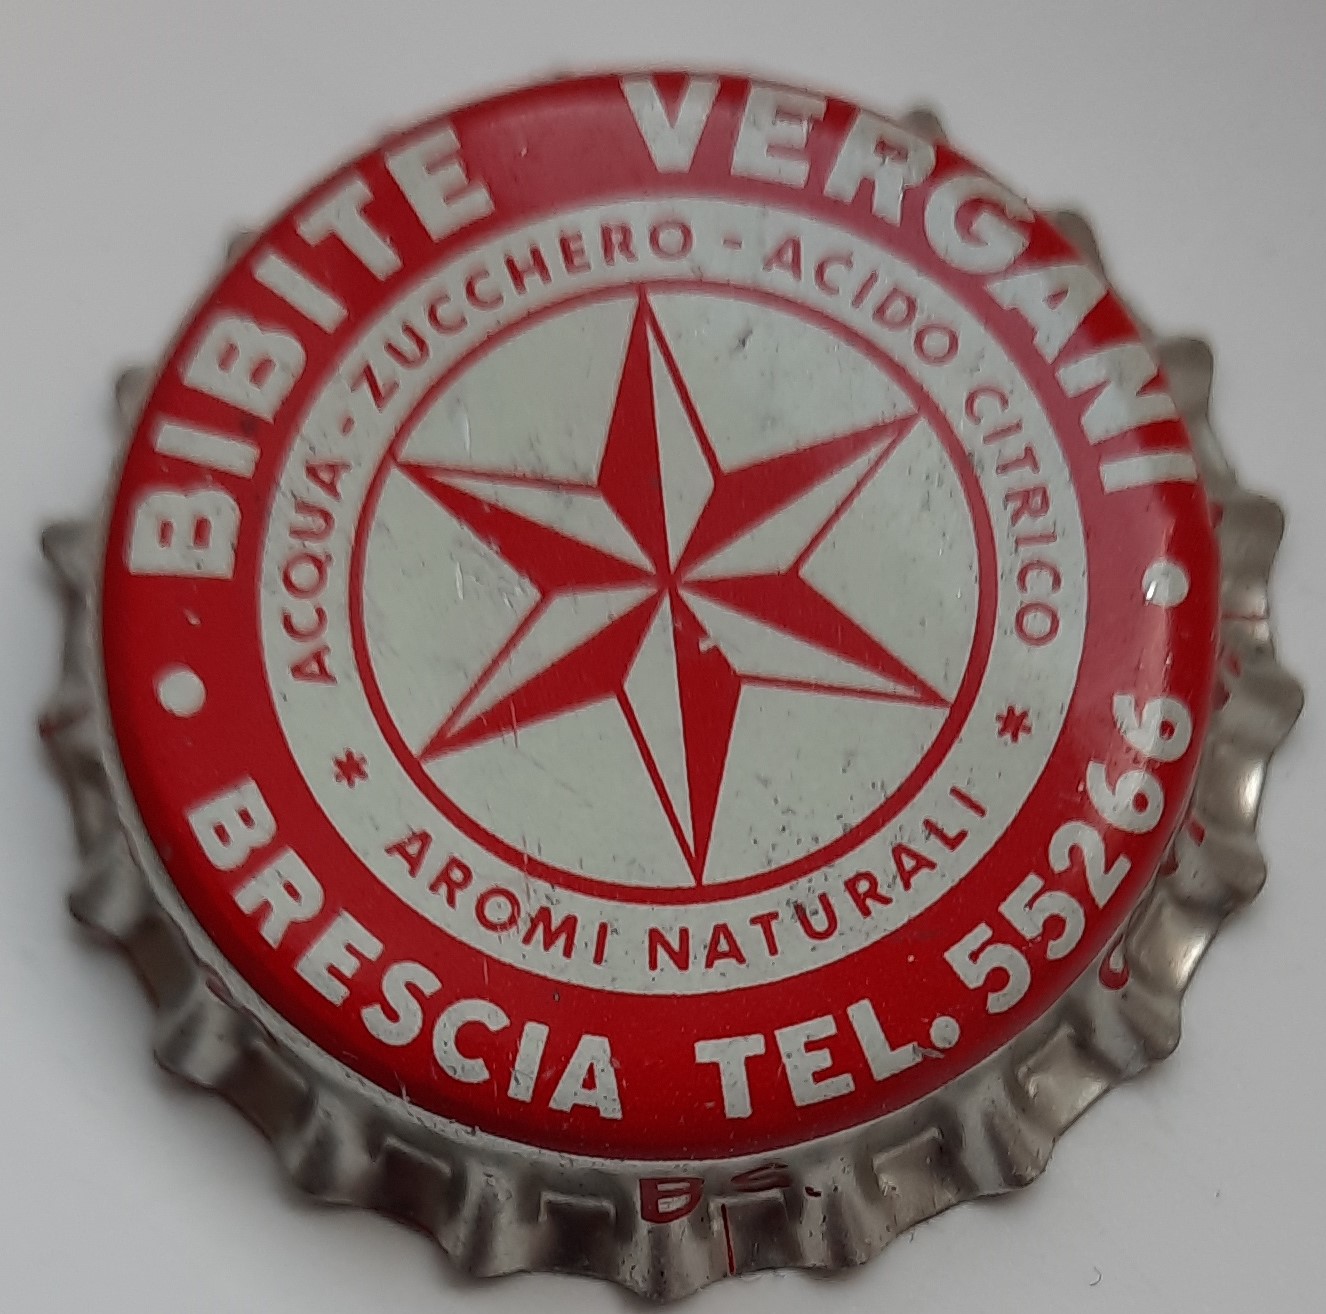 BIBITE VERGANI
ACQUA - ZUCCHERO - ACIDO CITRICO
* AROMI NATURALI *
• BRESCIA TEL. 55266 •